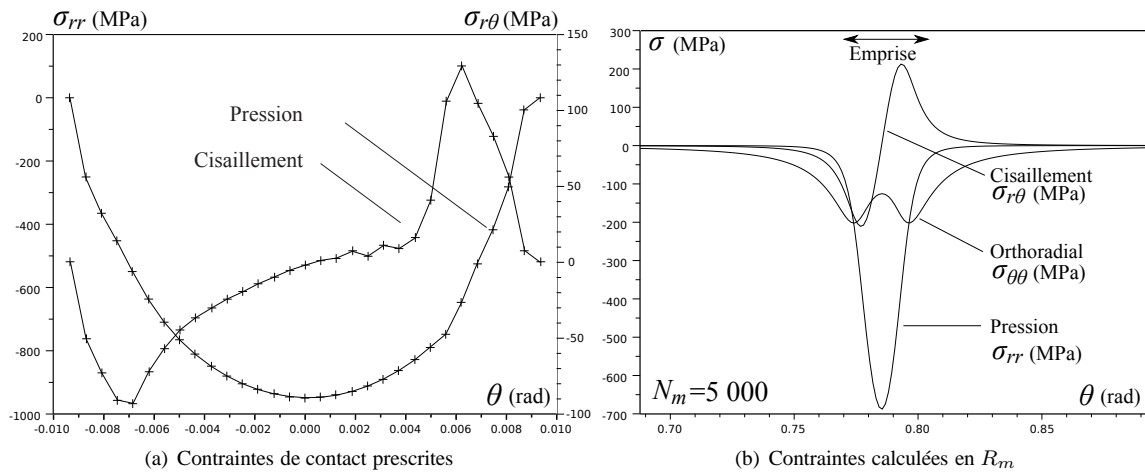 σrr (MPa)
σrθ (MPa)
200
0
-200
-400
-600
-800
-1000
150
100
50
0
-50
-100
Pression
Cisaillement
θ (rad)
-0.010 -0.008 -0.006 -0.004 -0.002 0.000 0.002 0.004 0.006 0.008 0.010
(a) Contraintes de contact prescrites
300
200
100
0
-100
-200
-300
-400
-500
-600
-700
σ (MPa)
Emprise
Cisaillement
σrθ (MPa)
Orthoradial
σθθ (MPa)
Pression
σrr (MPa)
Nm=5 000
θ (rad)
0.70 0.75 0.80 0.85
(b) Contraintes calculées en Rm